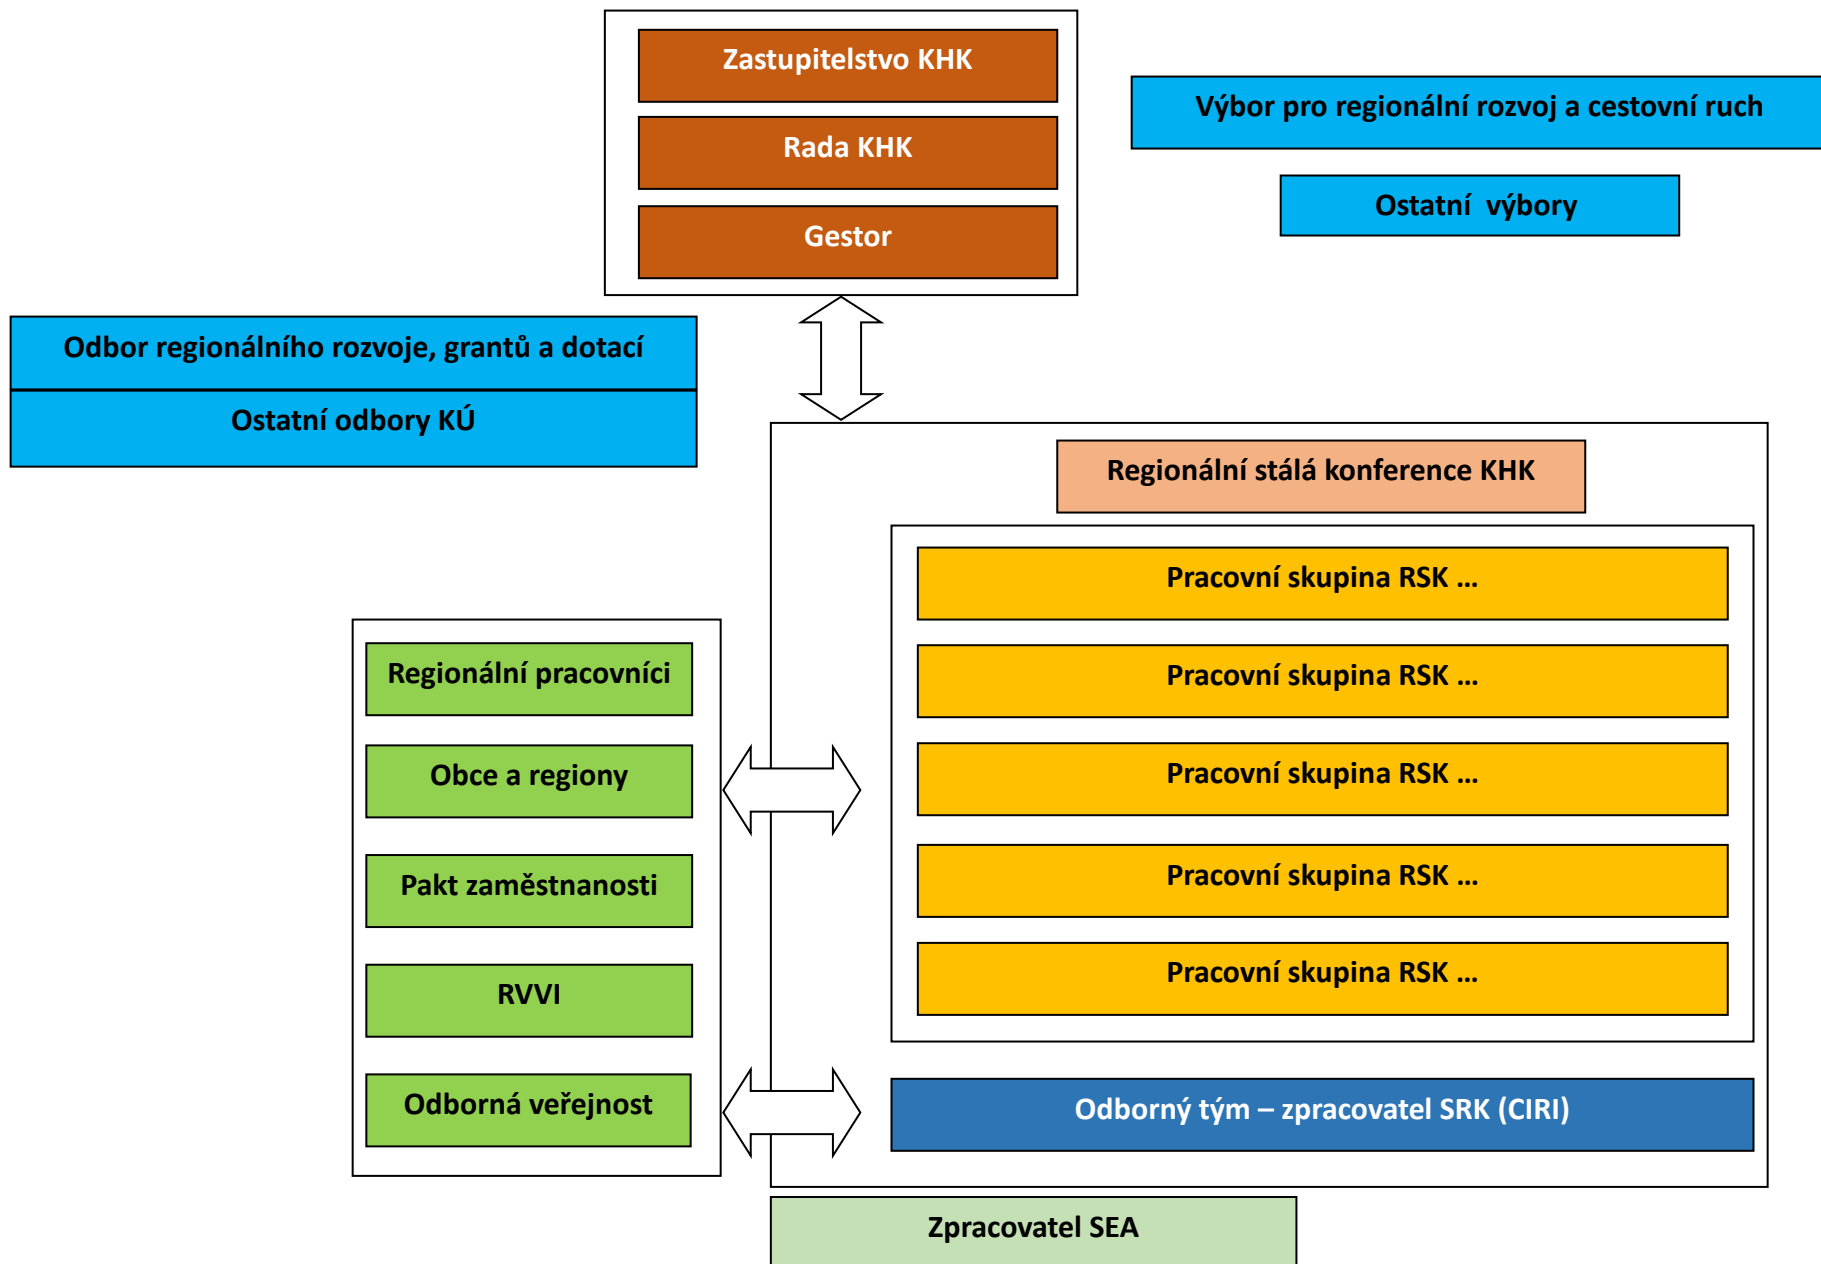 Zastupitelstvo KHK
Rada KHK
Gestor
Výbor pro regionální rozvoj a cestovní ruch
Ostatní  výbory
Odbor regionálního rozvoje, grantů a dotací
Ostatní odbory KÚ
Regionální stálá konference KHK
Pracovní skupina RSK ...
Pracovní skupina RSK ...
Pracovní skupina RSK ...
Pracovní skupina RSK ...
Pracovní skupina RSK ...
Regionální pracovníci
Obce a regiony
Pakt zaměstnanosti
RVVI
Odborná veřejnost
Odborný tým – zpracovatel SRK (CIRI)
Zpracovatel SEA